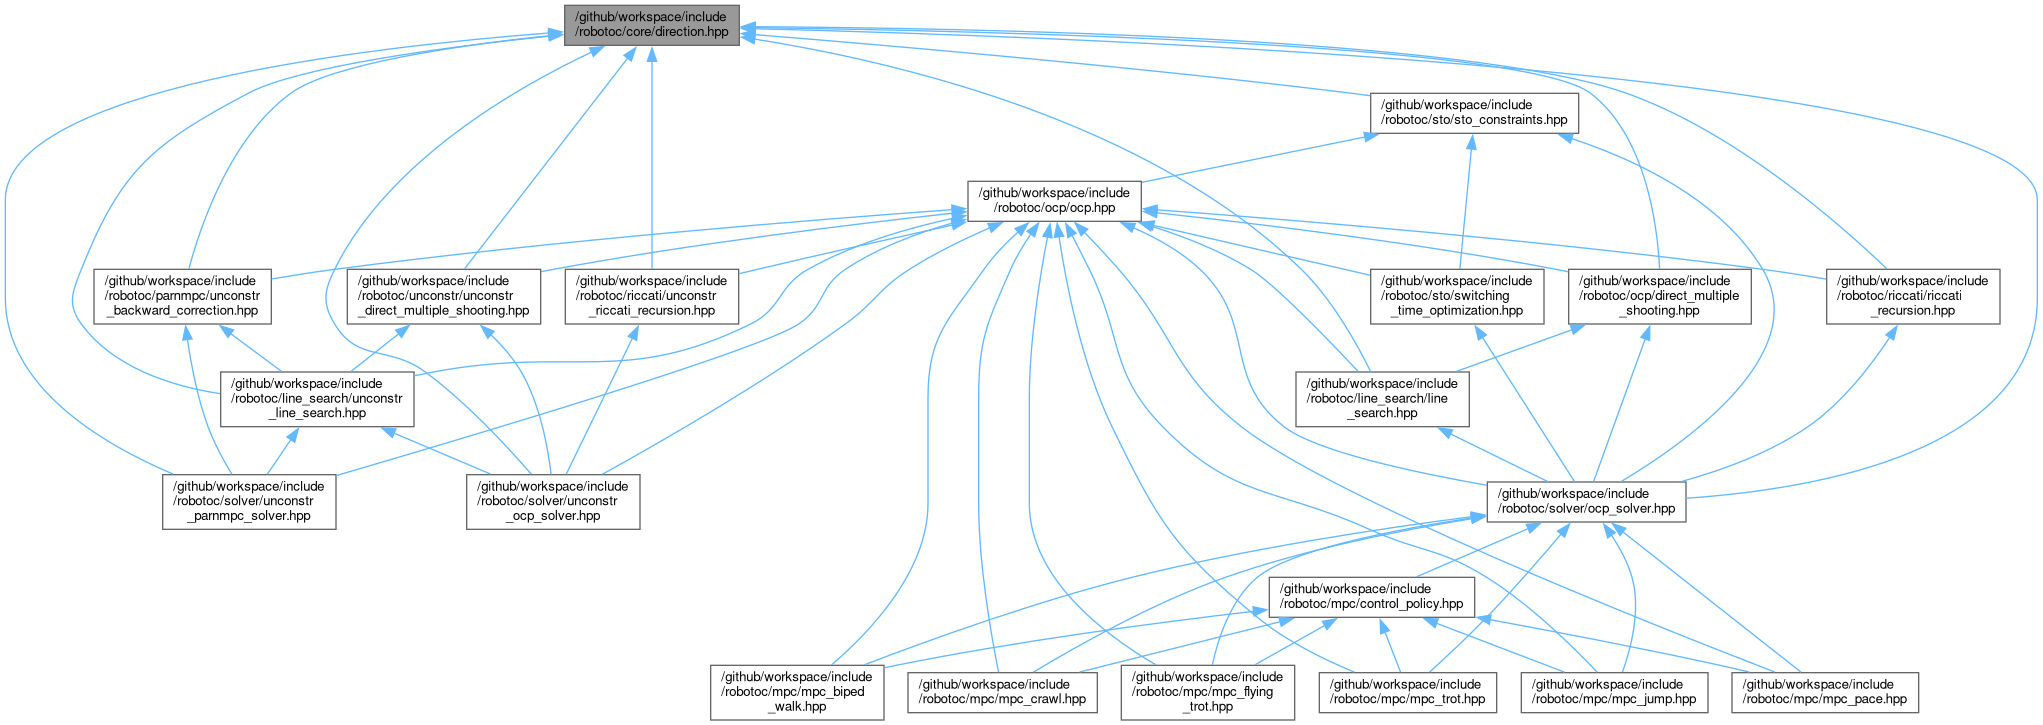 /github/workspace/include
/robotoc/core/direction.hpp
/github/workspace/include
/robotoc/sto/sto_constraints.hpp
/github/workspace/include
/robotoc/ocp/ocp.hpp
/github/workspace/include
/robotoc/parnmpc/unconstr
_backward_correction.hpp
/github/workspace/include
/robotoc/unconstr/unconstr
_direct_multiple_shooting.hpp
/github/workspace/include
/robotoc/riccati/unconstr
_riccati_recursion.hpp
/github/workspace/include
/robotoc/sto/switching
_time_optimization.hpp
/github/workspace/include
/robotoc/ocp/direct_multiple
_shooting.hpp
/github/workspace/include
/robotoc/riccati/riccati
_recursion.hpp
/github/workspace/include
/robotoc/line_search/unconstr
_line_search.hpp
/github/workspace/include
/robotoc/line_search/line
_search.hpp
/github/workspace/include
/robotoc/solver/unconstr
_parnmpc_solver.hpp
/github/workspace/include
/robotoc/solver/unconstr
_ocp_solver.hpp
/github/workspace/include
/robotoc/solver/ocp_solver.hpp
/github/workspace/include
/robotoc/mpc/control_policy.hpp
/github/workspace/include
/robotoc/mpc/mpc_biped
_walk.hpp
/github/workspace/include
/robotoc/mpc/mpc_crawl.hpp
/github/workspace/include
/robotoc/mpc/mpc_flying
_trot.hpp
/github/workspace/include
/robotoc/mpc/mpc_trot.hpp
/github/workspace/include
/robotoc/mpc/mpc_jump.hpp
/github/workspace/include
/robotoc/mpc/mpc_pace.hpp